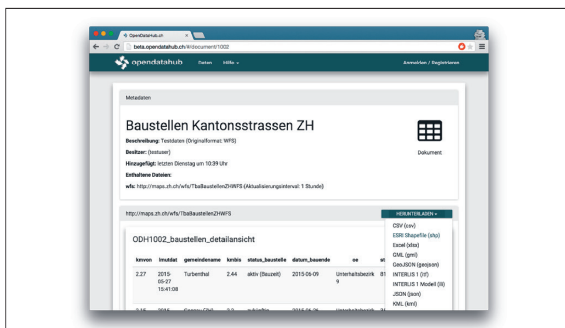 OpenDataHub.ch
beta.opendatahub.ch/#/document/1002
opendatahub Daten Hilfe Anmelden / Registrieren
Metadaten
Baustellen Kantonsstrassen ZH
Beschreibung: Testdaten (Originalformat: WFS)
Besitzer: (testuser)
Hinzugefügt: letzten Dienstag um 10:39 Uhr
Enthaltene Dateien:
wfs: http://maps.zh.ch/wfs/TbaBaustellenZHWFS (Aktualisierungsinterval: 1 Stunde)
Dokument
http://maps.zh.ch/wfs/TbaBaustellenZHWFS
HERUNTERLADEN
CSV (csv)
ESRI Shapefile (shp)
Excel (xlsx)
GML (gml)
GeoJSON (geojson)
INTERLIS 1 (itf)
INTERLIS 1 Modell (ili)
JSON (json)
KML (kml)
ODH1002_baustellen_detailansicht
kmvon lmutdat gemeindename kmbis status_baustelle datum_bauende oe st
2.27 2015-05-27 15:41:08 Turbenthal 2.44 aktiv (Bauzeit) 2015-06-09 Unterhaltsbezirk 9 81